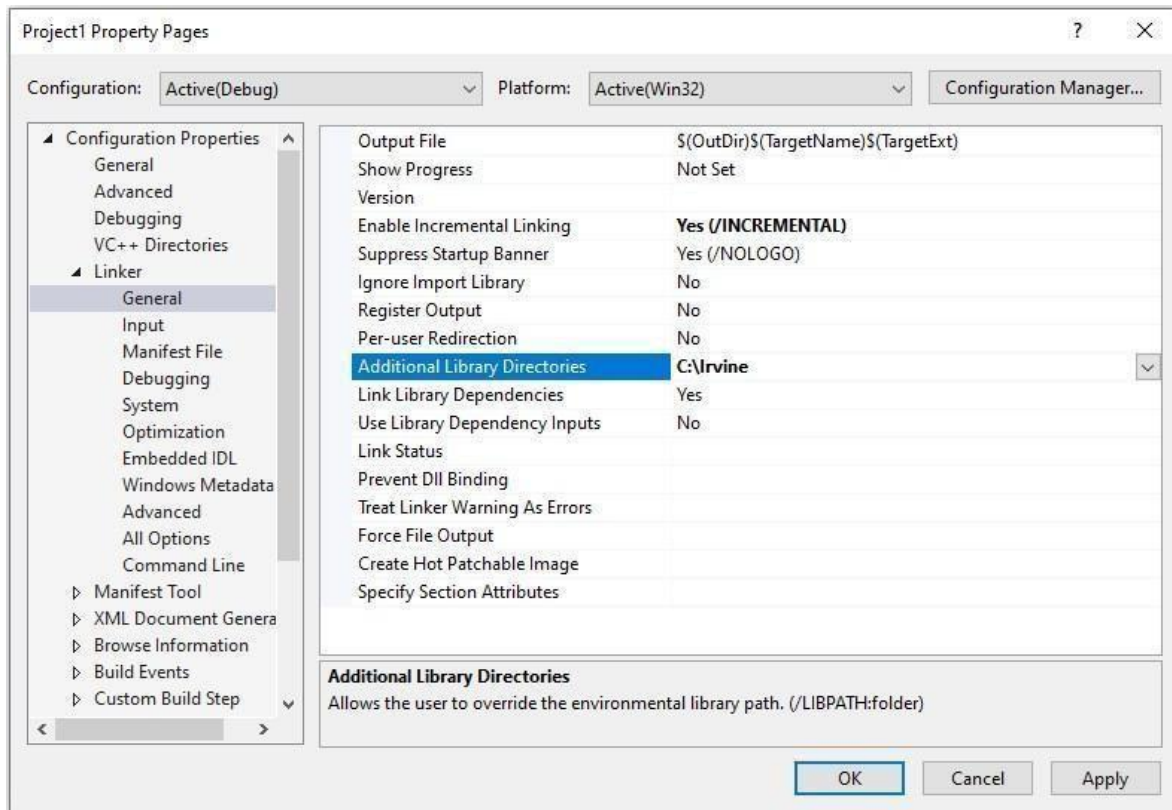 Project1 Property Pages
?
Configuration: Active(Debug) Platform: Active(Win32) Configuration Manager...
Configuration Properties
General
Advanced
Debugging
VC++ Directories
Linker
General
Input
Manifest File
Debugging
System
Optimization
Embedded IDL
Windows Metadata
Advanced
All Options
Command Line
Manifest Tool
XML Document Genera
Browse Information
Build Events
Custom Build Step
Output File $(OutDir)$(TargetName)$(TargetExt)
Show Progress Not Set
Version
Enable Incremental Linking Yes (/INCREMENTAL)
Suppress Startup Banner Yes (/NOLOGO)
Ignore Import Library No
Register Output No
Per-user Redirection No
Additional Library Directories C:\Irvine
Link Library Dependencies Yes
Use Library Dependency Inputs No
Link Status
Prevent Dll Binding
Treat Linker Warning As Errors
Force File Output
Create Hot Patchable Image
Specify Section Attributes
Additional Library Directories
Allows the user to override the environmental library path. (/LIBPATH:folder)
OK Cancel Apply